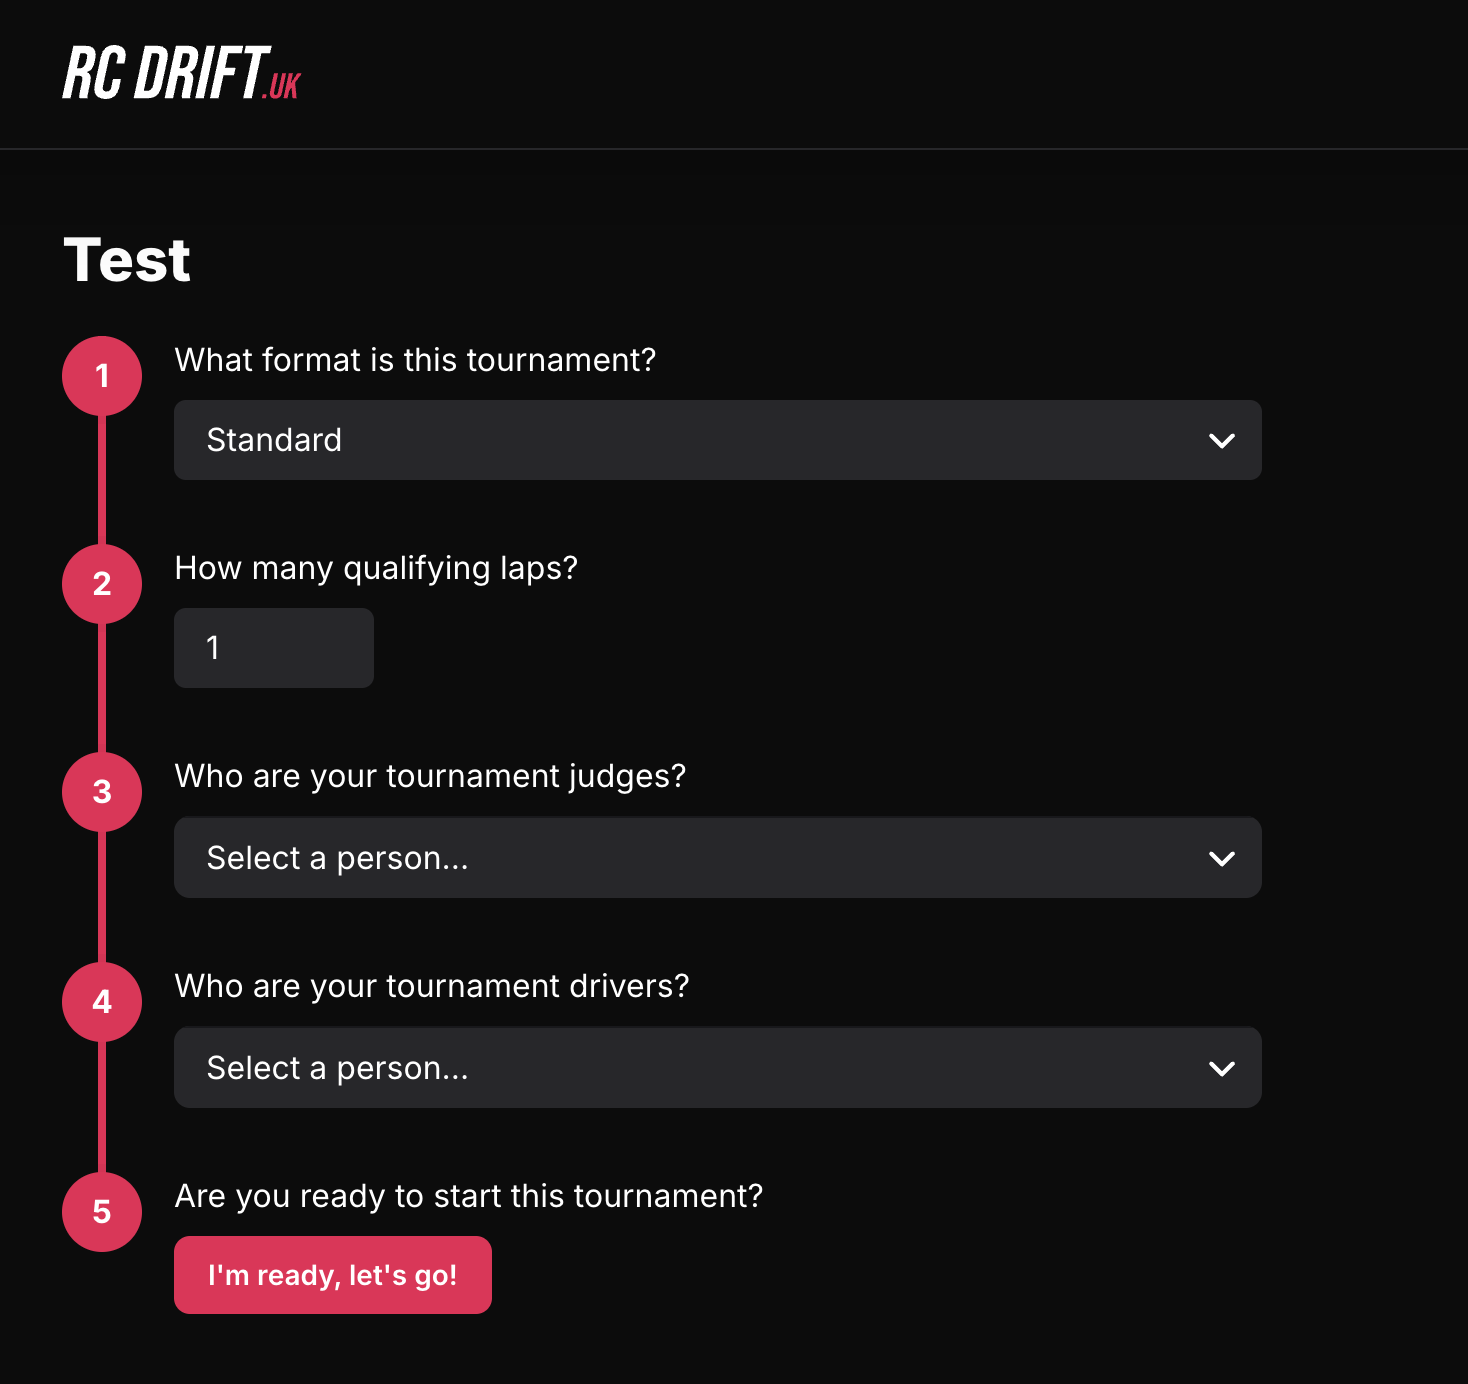 RC DRIFT.UK
Test
1
What format is this tournament?
Standard
2
How many qualifying laps?
1
3
Who are your tournament judges?
Select a person...
4
Who are your tournament drivers?
Select a person...
5
Are you ready to start this tournament?
I'm ready, let's go!